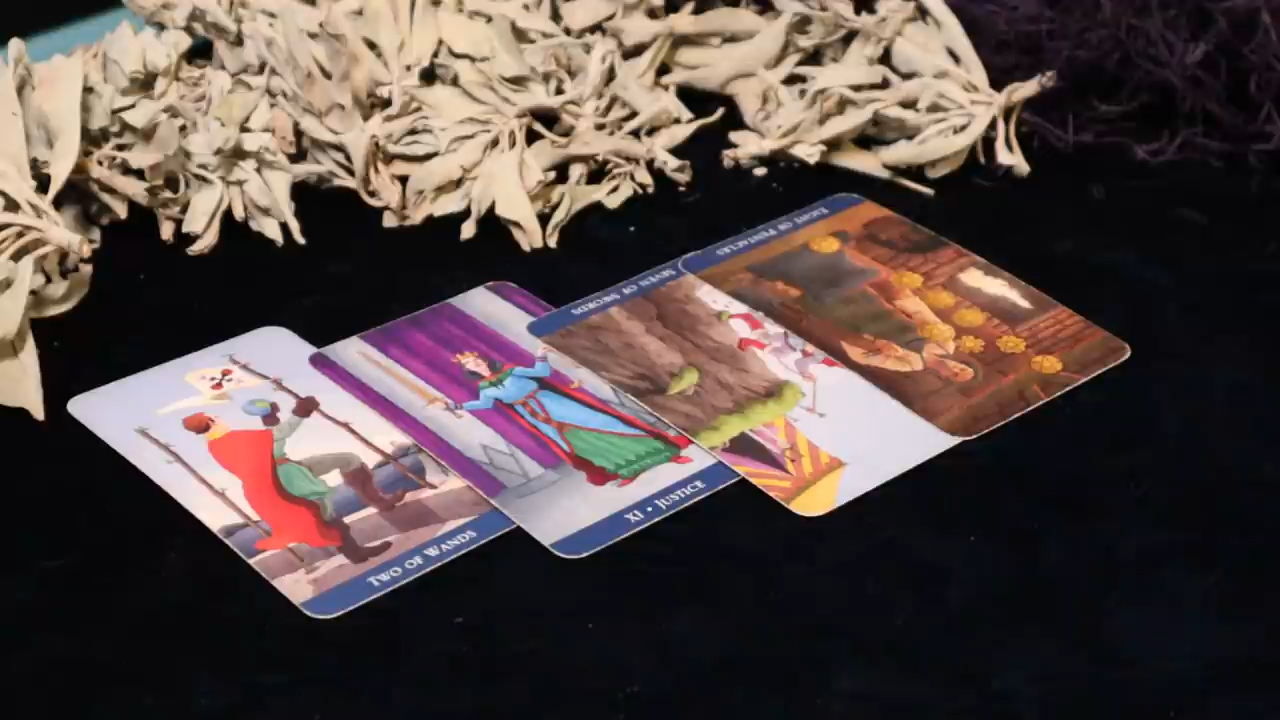 Two of Wands
XI • Justice
Seven of Swords
Eight of Pentacles